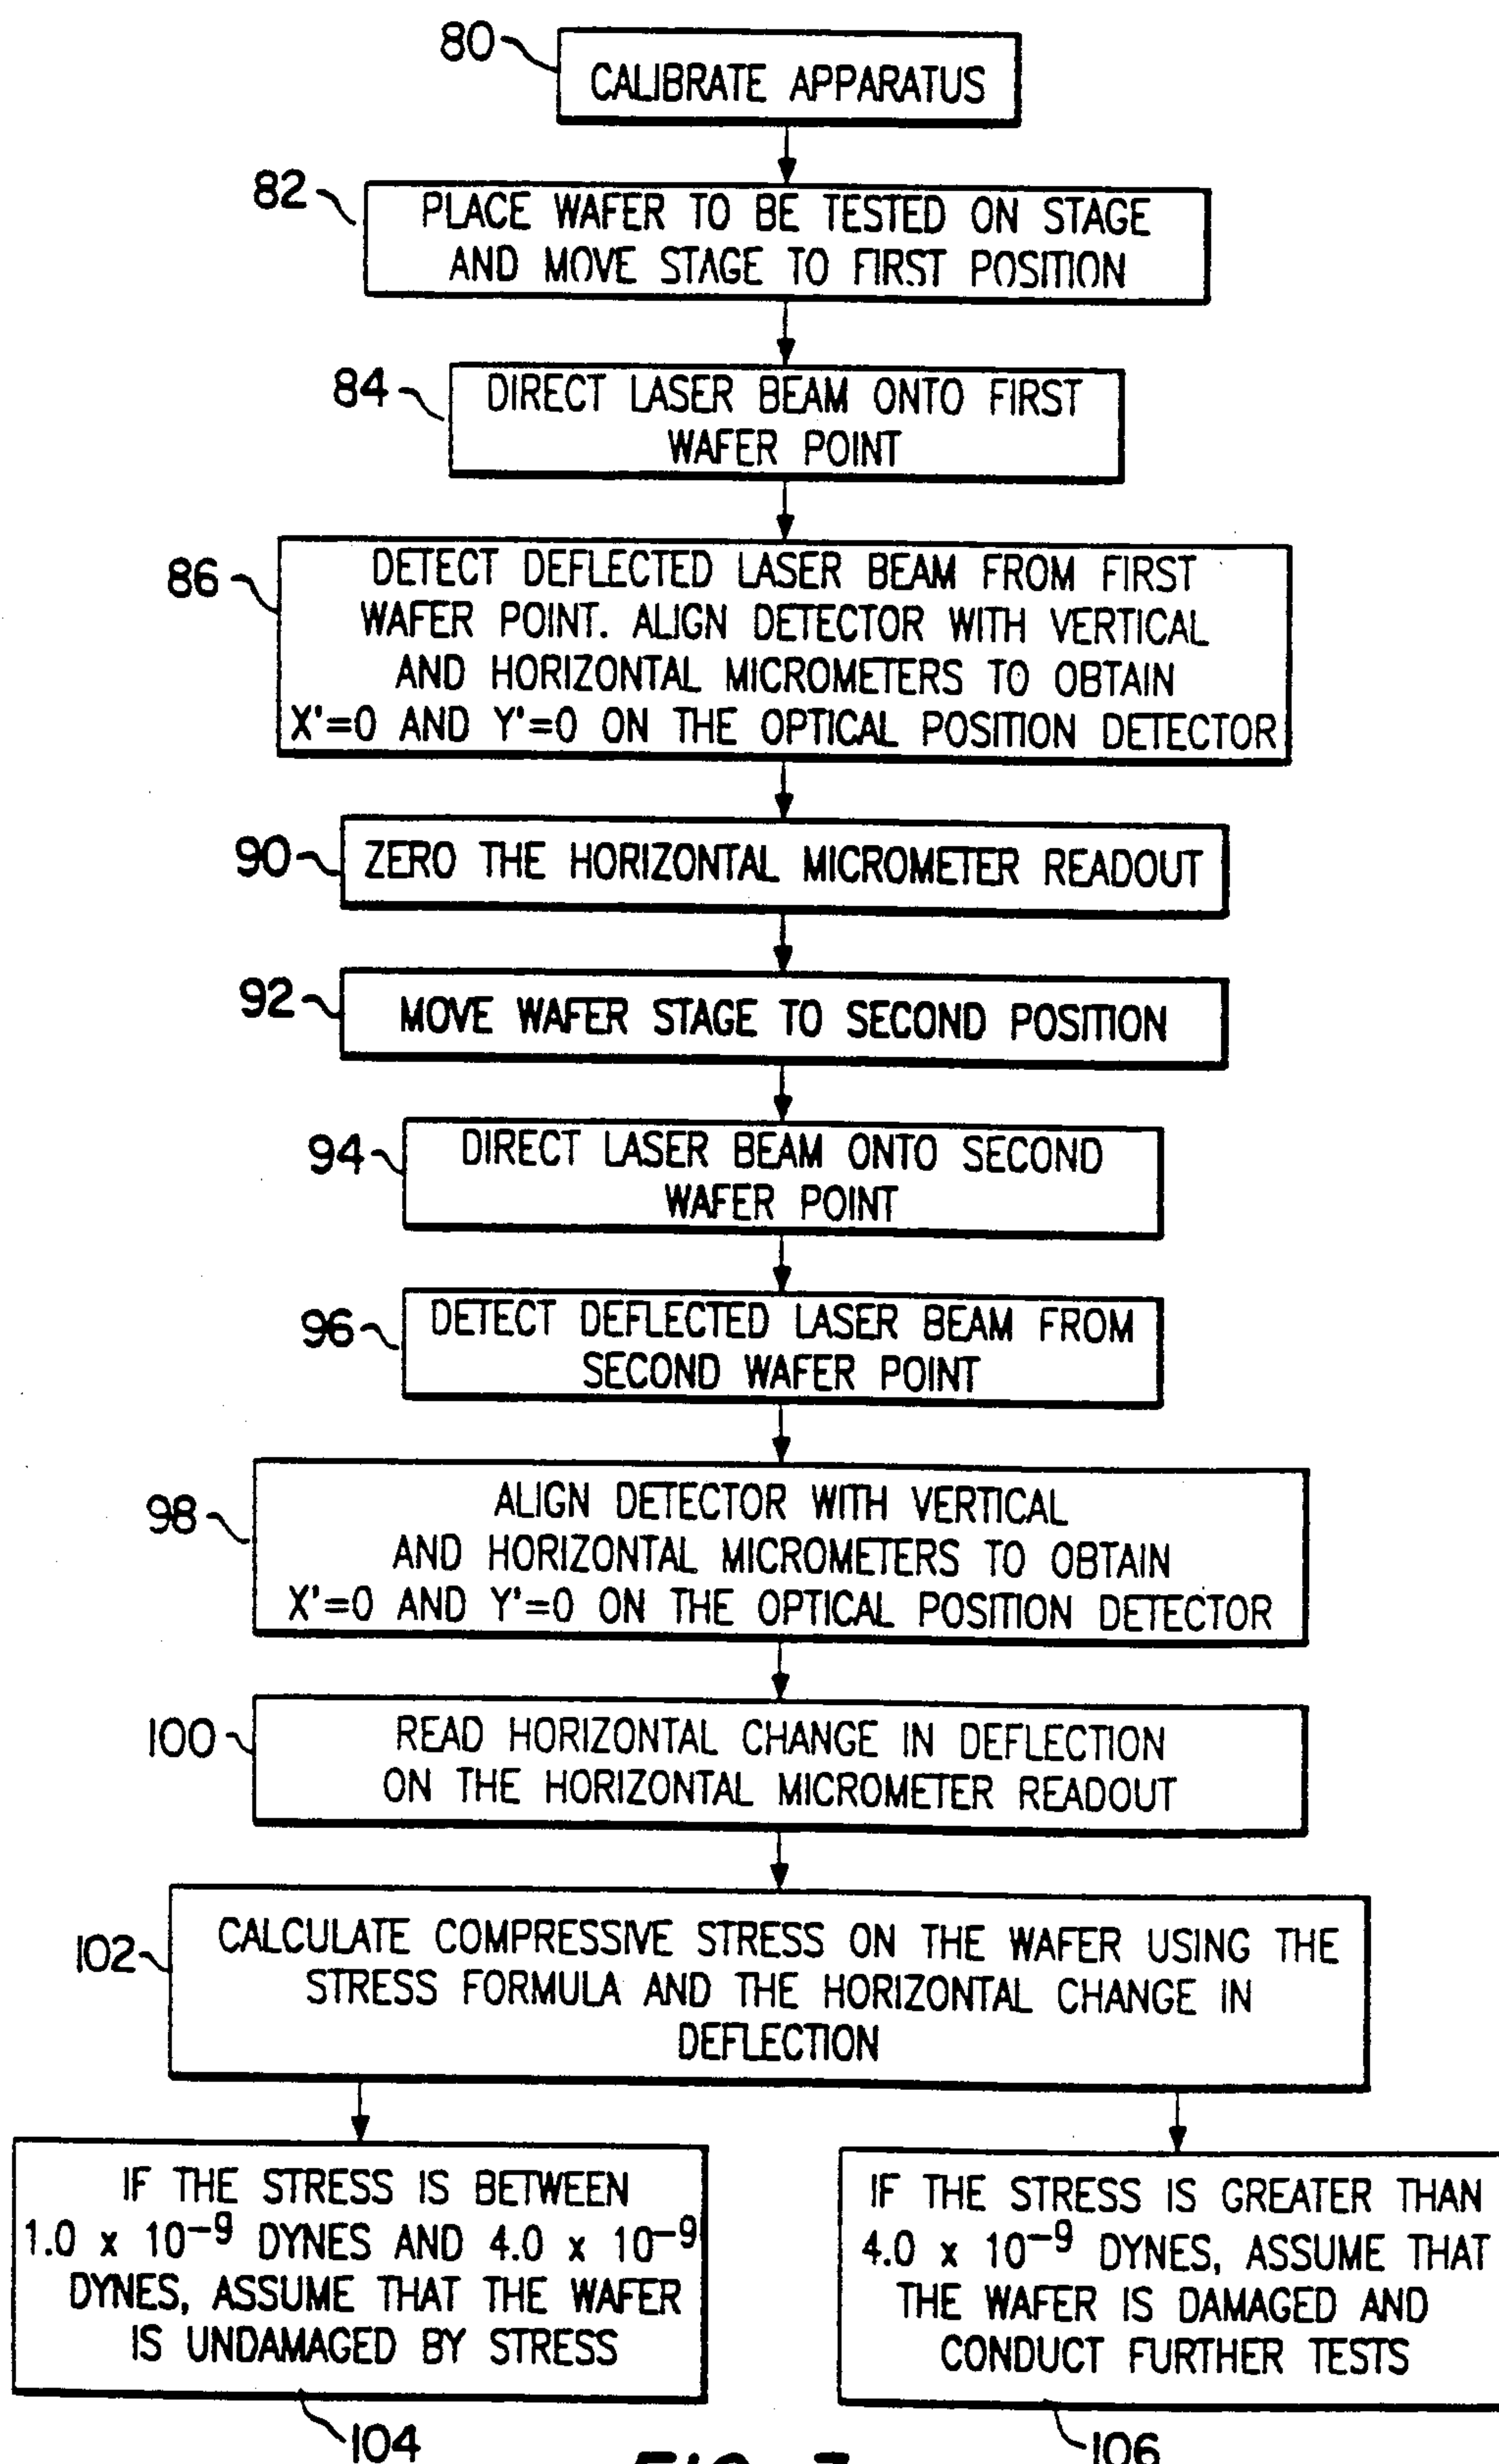 80
CALIBRATE APPARATUS
82
PLACE WAFER TO BE TESTED ON STAGE
AND MOVE STAGE TO FIRST POSITION
84
DIRECT LASER BEAM ONTO FIRST
WAFER POINT
86
DETECT DEFLECTED LASER BEAM FROM FIRST
WAFER POINT. ALIGN DETECTOR WITH VERTICAL
AND HORIZONTAL MICROMETERS TO OBTAIN
X'=0 AND Y'=0 ON THE OPTICAL POSITION DETECTOR
90
ZERO THE HORIZONTAL MICROMETER READOUT
92
MOVE WAFER STAGE TO SECOND POSITION
94
DIRECT LASER BEAM ONTO SECOND
WAFER POINT
96
DETECT DEFLECTED LASER BEAM FROM
SECOND WAFER POINT
98
ALIGN DETECTOR WITH VERTICAL
AND HORIZONTAL MICROMETERS TO OBTAIN
X'=0 AND Y'=0 ON THE OPTICAL POSITION DETECTOR
100
READ HORIZONTAL CHANGE IN DEFLECTION
ON THE HORIZONTAL MICROMETER READOUT
102
CALCULATE COMPRESSIVE STRESS ON THE WAFER USING THE
STRESS FORMULA AND THE HORIZONTAL CHANGE IN
DEFLECTION
IF THE STRESS IS BETWEEN
1.0 x 10⁻⁹ DYNES AND 4.0 x 10⁻⁹
DYNES, ASSUME THAT THE WAFER
IS UNDAMAGED BY STRESS
104
IF THE STRESS IS GREATER THAN
4.0 x 10⁻⁹ DYNES, ASSUME THAT
THE WAFER IS DAMAGED AND
CONDUCT FURTHER TESTS
106